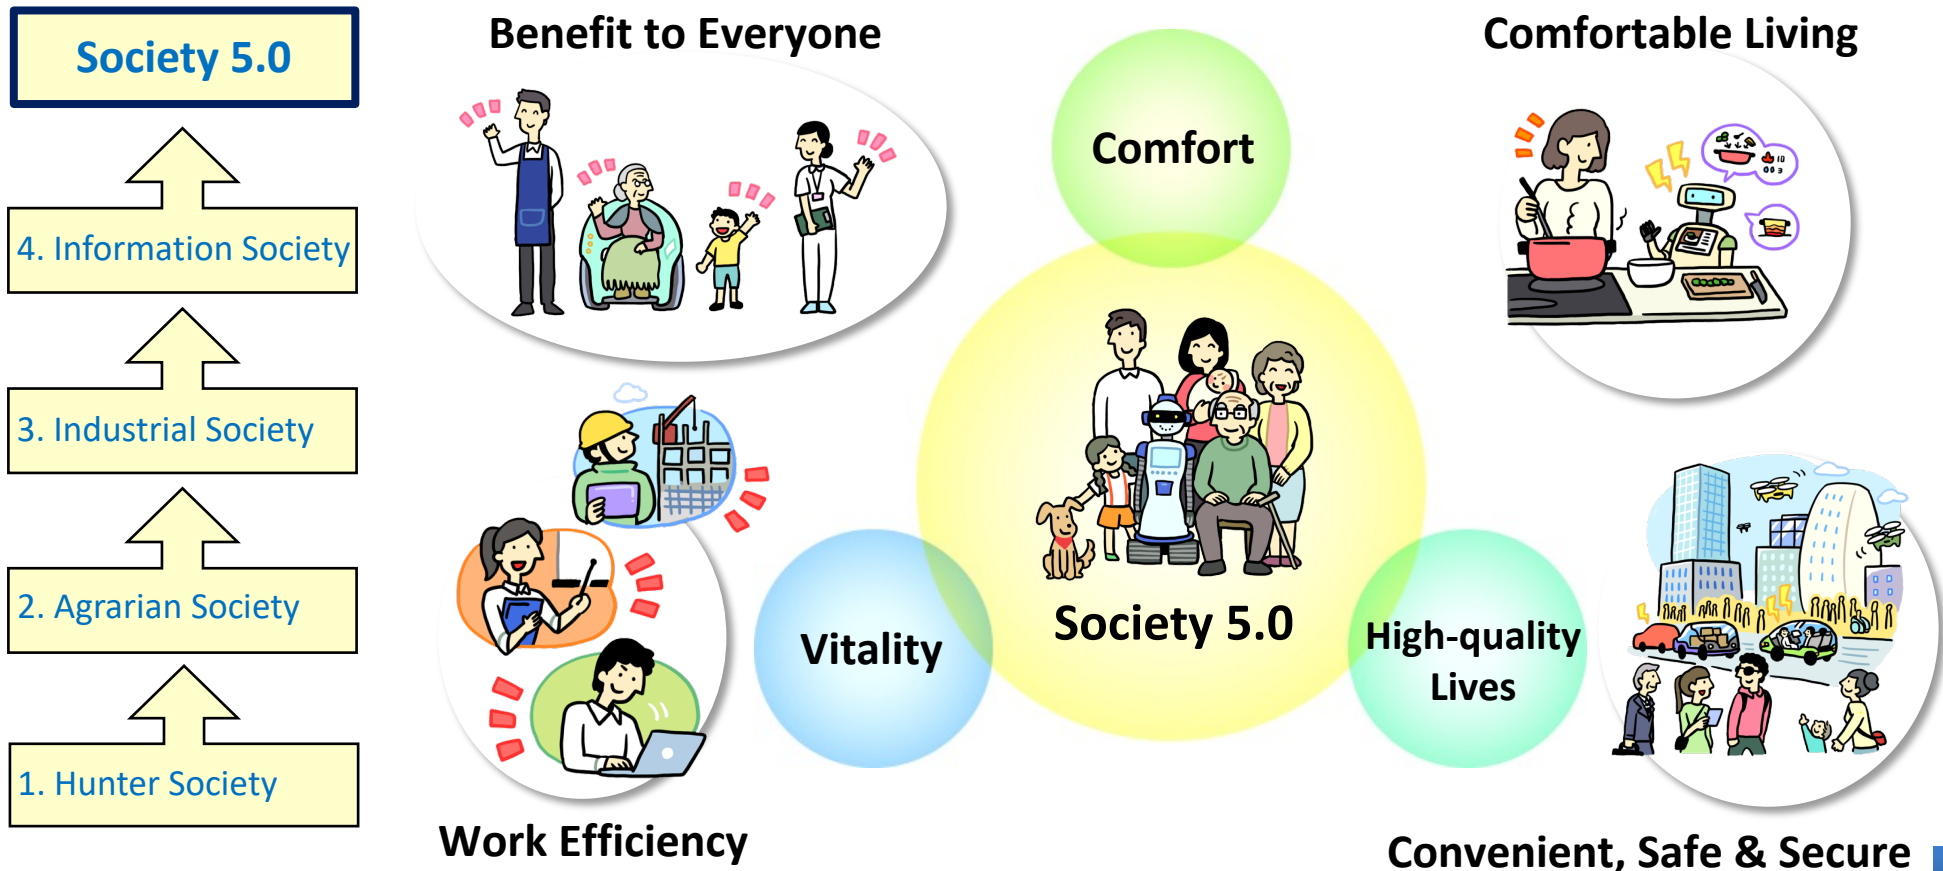 Society 5.0
4. Information Society
3. Industrial Society
2. Agrarian Society
1. Hunter Society
Benefit to Everyone
Work Efficiency
Comfort
Vitality
Society 5.0
High-quality
Lives
Comfortable Living
Convenient, Safe & Secure